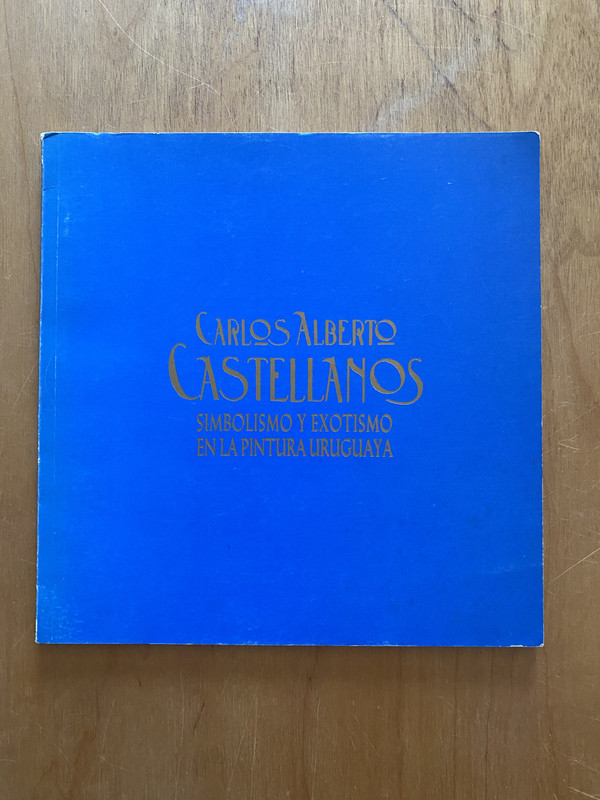 CARLOS ALBERTO
CASTELLANOS
SIMBOLISMO Y EXOTISMO
EN LA PINTURA URUGUAYA